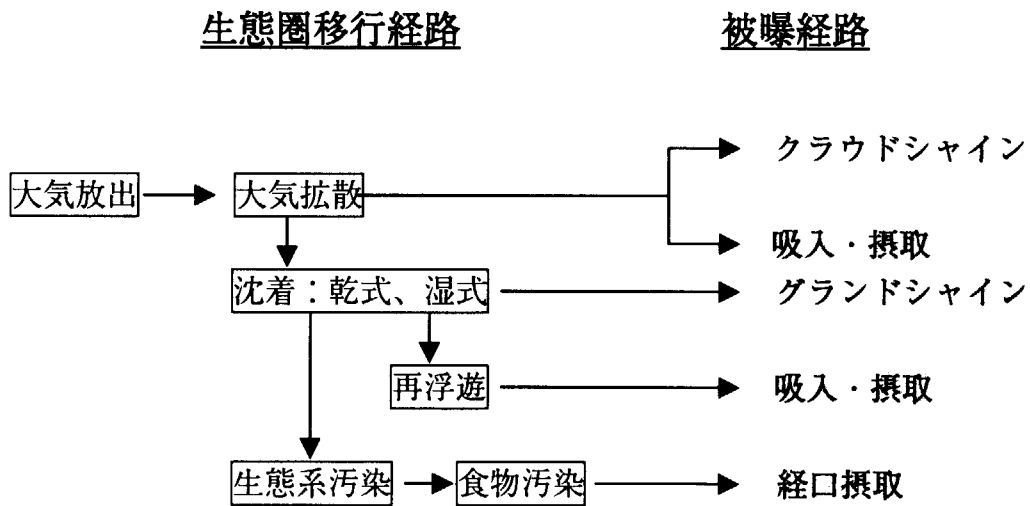 生態圏移行経路 被曝経路
クラウドシャイン
大気放出 大気拡散
吸入・摂取
沈着：乾式、湿式 グランドシャイン
再浮遊 吸入・摂取
生態系汚染 食物汚染 経口摂取